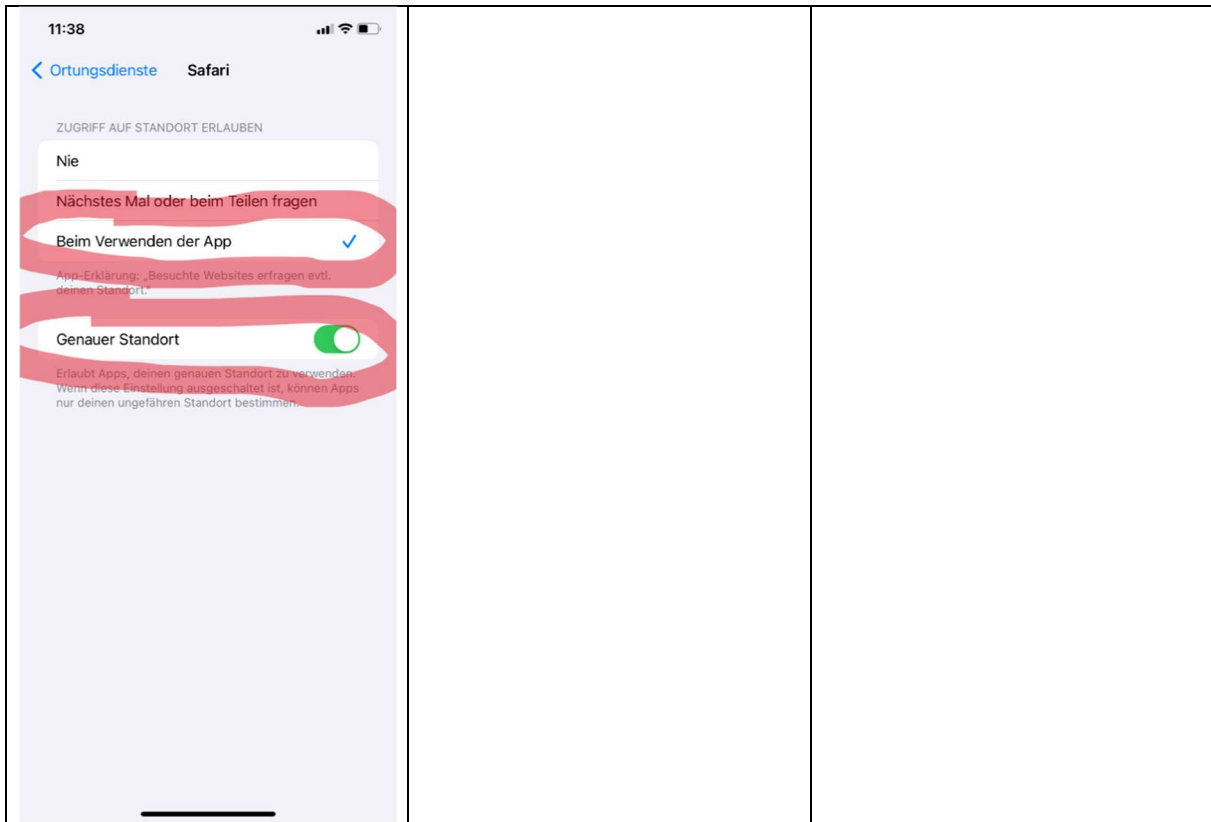 11:38
Ortungsdienste Safari
ZUGRIFF AUF STANDORT ERLAUBEN
Nie
Nächstes Mal oder beim Teilen fragen
Beim Verwenden der App
App-Erklärung: „Besuchte Websites erfragen evtl.
deinen Standort."
Genauer Standort
Erlaubt Apps, deinen genauen Standort zu verwenden.
Wenn diese Einstellung ausgeschaltet ist, können Apps
nur deinen ungefähren Standort bestimmen.